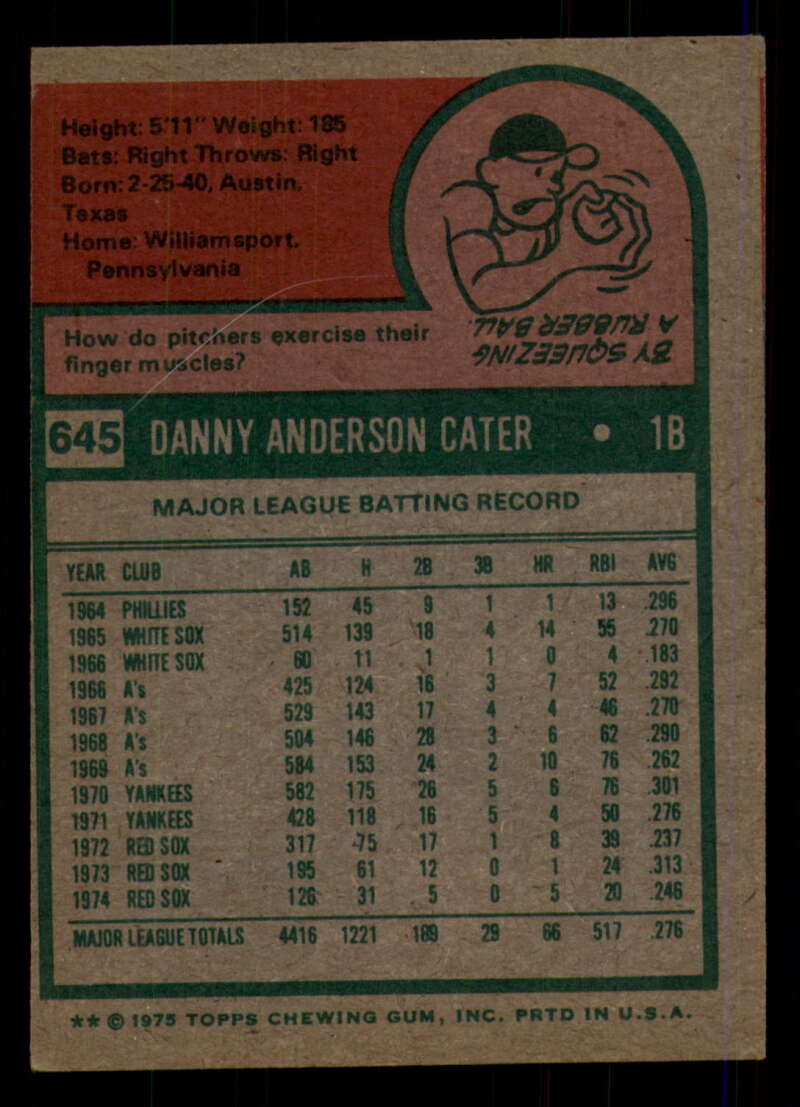 Height: 5'11" Weight: 185
Bats: Right Throws: Right
Born: 2-25-40, Austin,
Texas
Home: Williamsport,
Pennsylvania
How do pitchers exercise their
finger muscles?
BY SQUEEZING
A RUBBER BALL.
645 DANNY ANDERSON CATER • 1B
MAJOR LEAGUE BATTING RECORD
YEAR CLUB AB H 2B 3B HR RBI AVG
1964 PHILLIES 152 45 9 1 1 13 .296
1965 WHITE SOX 514 139 18 4 14 55 .270
1966 WHITE SOX 60 11 1 1 0 4 .183
1966 A's 425 124 16 3 7 52 .292
1967 A's 529 143 17 4 4 46 .270
1968 A's 504 146 28 3 6 62 .290
1969 A's 584 153 24 2 10 76 .262
1970 YANKEES 582 175 26 5 6 76 .301
1971 YANKEES 428 118 16 5 4 50 .276
1972 RED SOX 317 75 17 1 8 39 .237
1973 RED SOX 195 61 12 0 1 24 .313
1974 RED SOX 126 31 5 0 5 20 .246
MAJOR LEAGUE TOTALS 4416 1221 189 29 66 517 .276
** © 1975 TOPPS CHEWING GUM, INC. PRTD IN U.S.A.